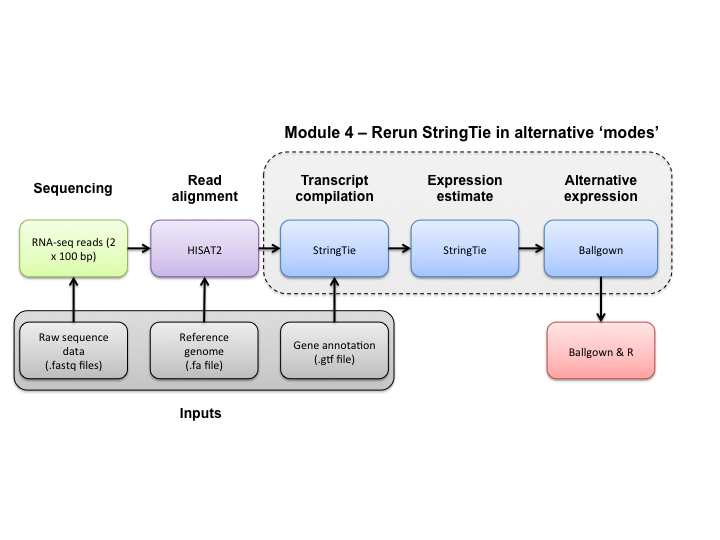 Module 4 – Rerun StringTie in alternative ‘modes’
Sequencing
Read
alignment
Transcript
compilation
Expression
estimate
Alternative
expression
RNA-seq reads (2
x 100 bp)
HISAT2
StringTie
StringTie
Ballgown
Raw sequence
data
(.fastq files)
Reference
genome
(.fa file)
Gene annotation
(.gtf file)
Ballgown & R
Inputs